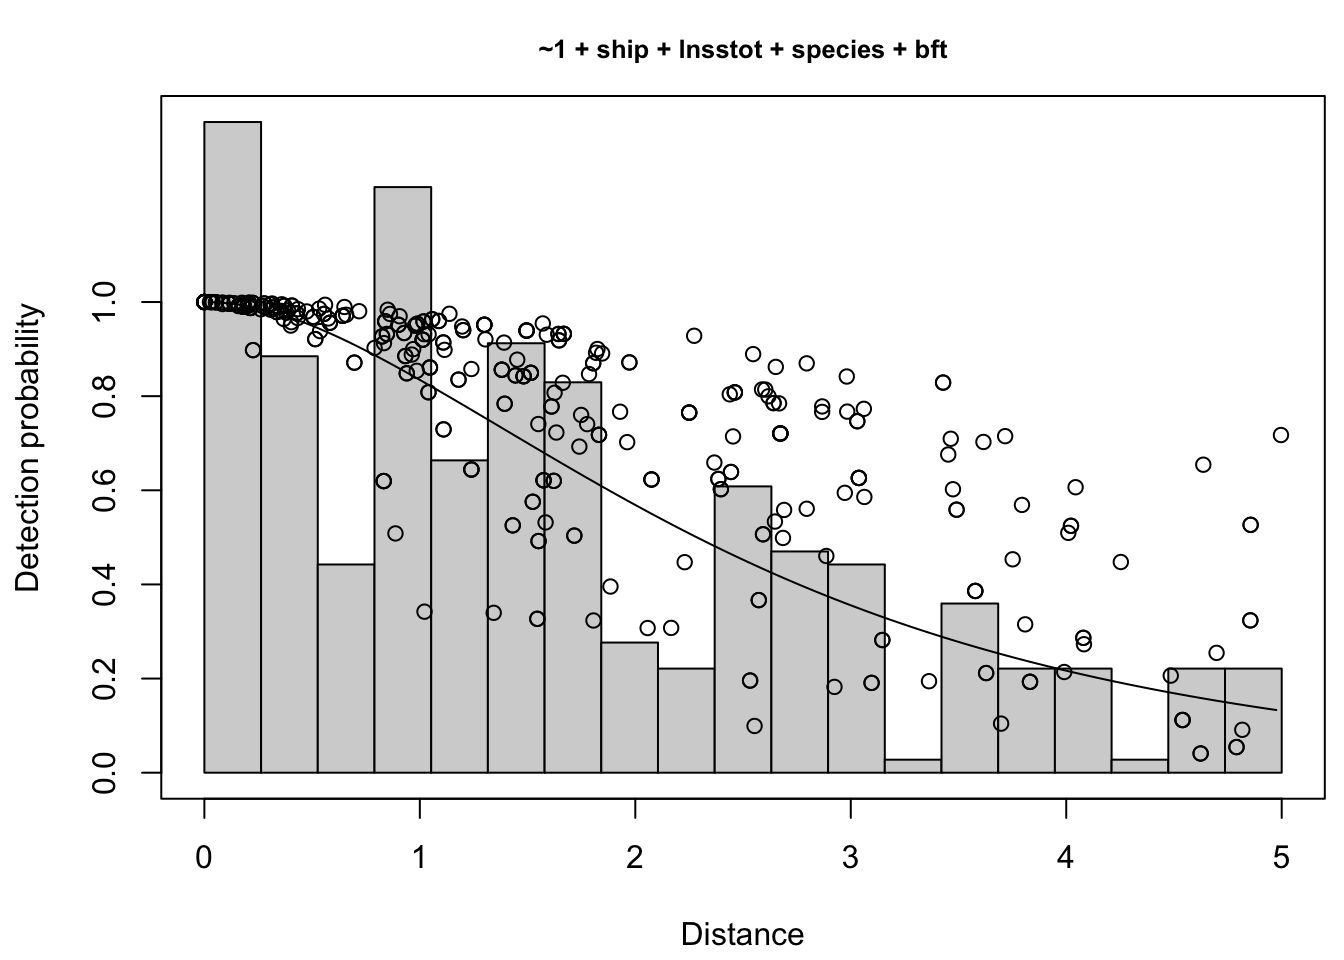 ~1 + ship + lnsstot + species + bft
Detection probability
1.0
0.8
0.6
0.4
0.2
0.0
0 1 2 3 4 5
Distance